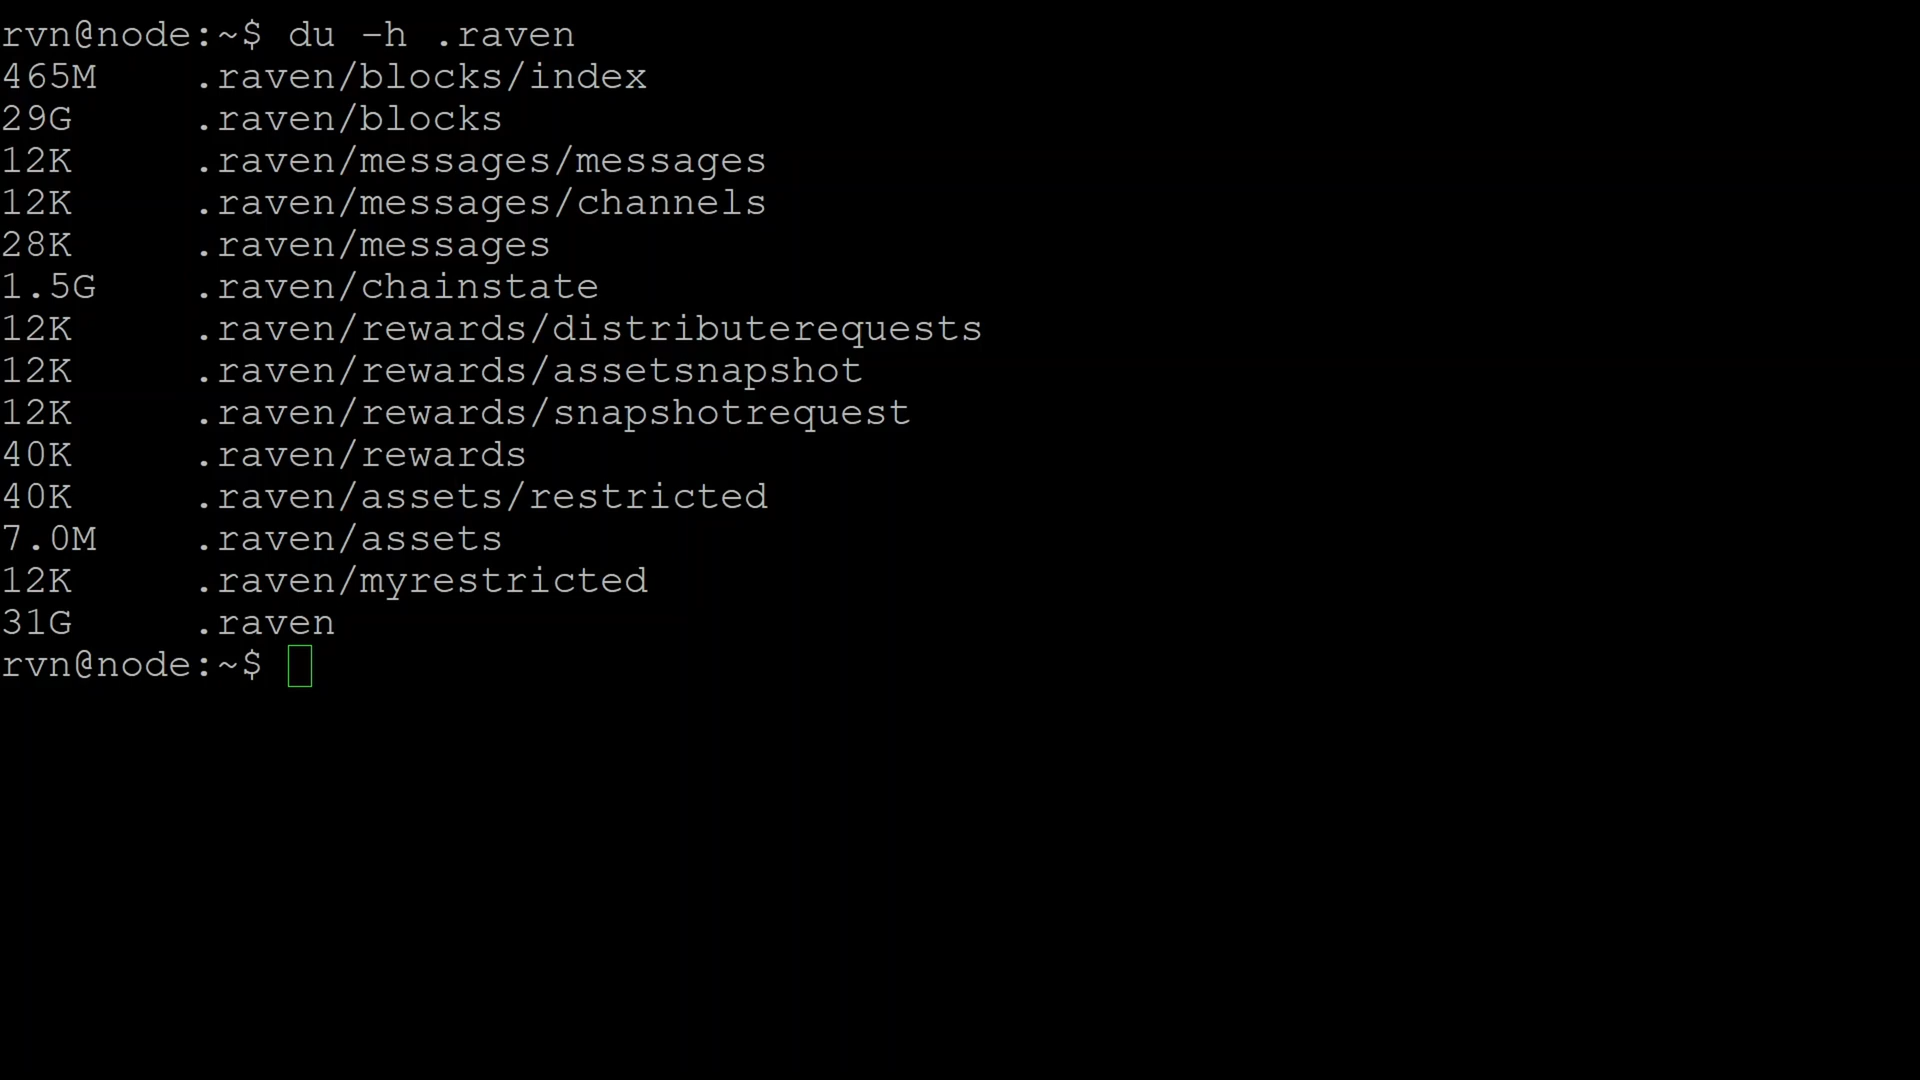 rvn@node:~$ du -h .raven
465M .raven/blocks/index
29G .raven/blocks
12K .raven/messages/messages
12K .raven/messages/channels
28K .raven/messages
1.5G .raven/chainstate
12K .raven/rewards/distributerequests
12K .raven/rewards/assetsnapshot
12K .raven/rewards/snapshotrequest
40K .raven/rewards
40K .raven/assets/restricted
7.0M .raven/assets
12K .raven/myrestricted
31G .raven
rvn@node:~$